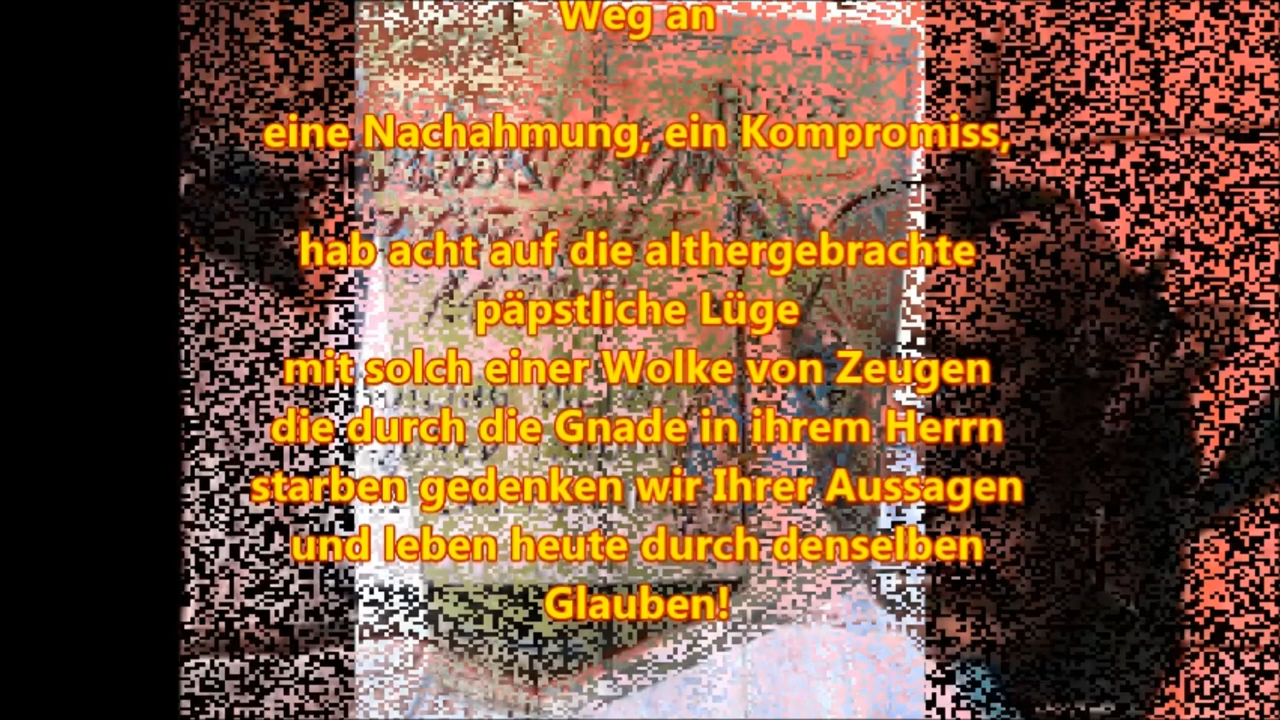 Weg an
eine Nachahmung, ein Kompromiss,
hab acht auf die althergebrachte
päpstliche Lüge
mit solch einer Wolke von Zeugen
die durch die Gnade in ihrem Herrn
starben gedenken wir Ihrer Aussagen
und leben heute durch denselben
Glauben!